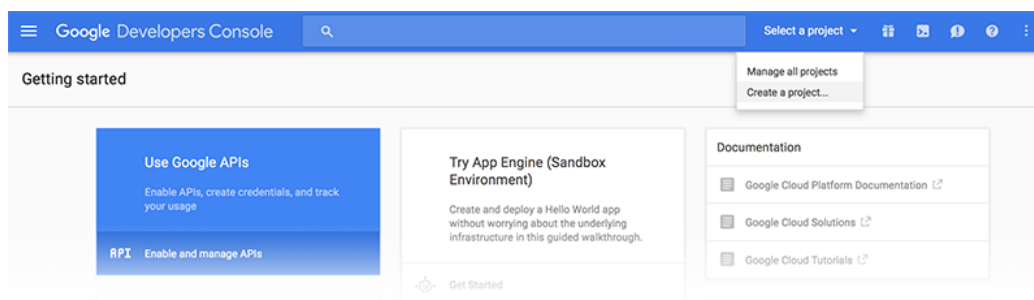 Google Developers Console
Select a project
Getting started
Manage all projects
Create a project...
Use Google APIs
Enable APIs, create credentials, and track
your usage
API Enable and manage APIs
Try App Engine (Sandbox
Environment)
Create and deploy a Hello World app
without worrying about the underlying
infrastructure in this guided walkthrough.
Get Started
Documentation
Google Cloud Platform Documentation
Google Cloud Solutions
Google Cloud Tutorials